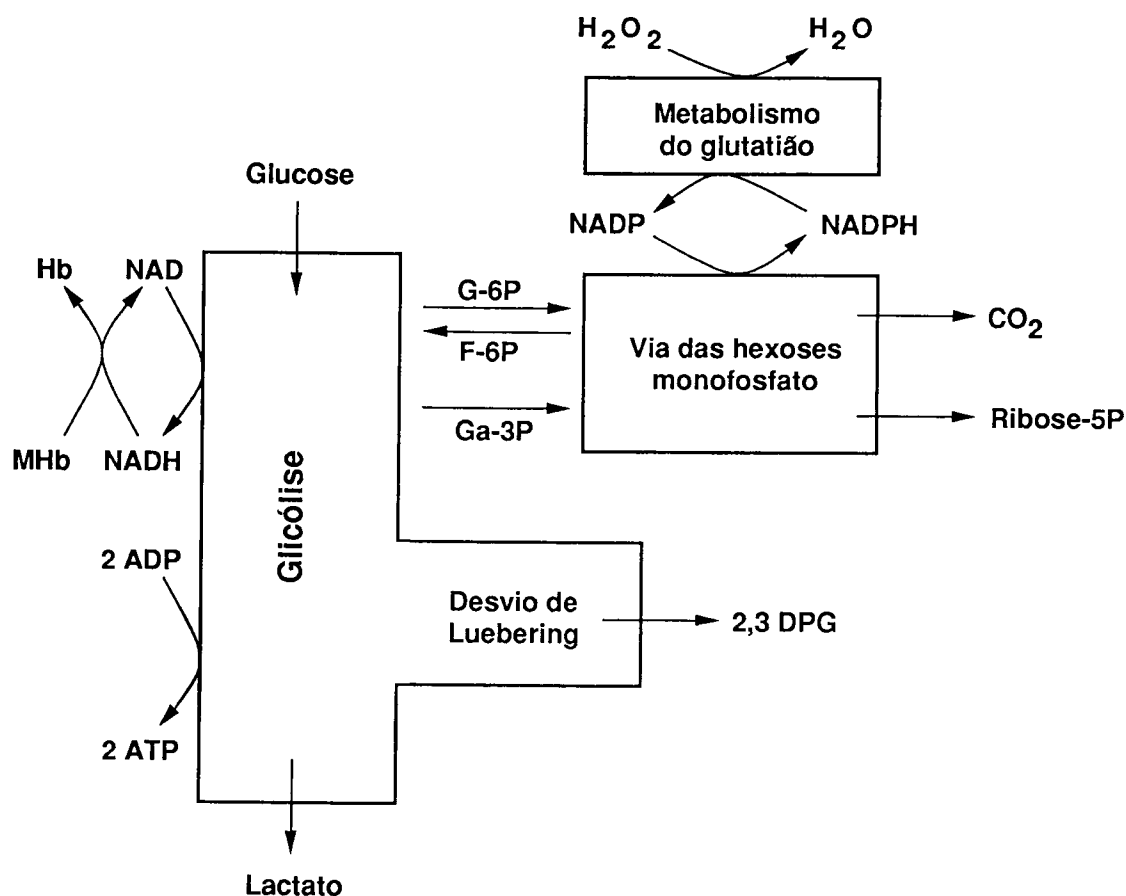 H2O2
H2O
Metabolismo
do glutatião
Glucose
NADP
NADPH
Hb
NAD
G-6P
F-6P
Via das hexoses
monofosfato
CO2
Ga-3P
Ribose-5P
MHb
NADH
Glicólise
2 ADP
Desvio de
Luebering
2,3 DPG
2 ATP
Lactato